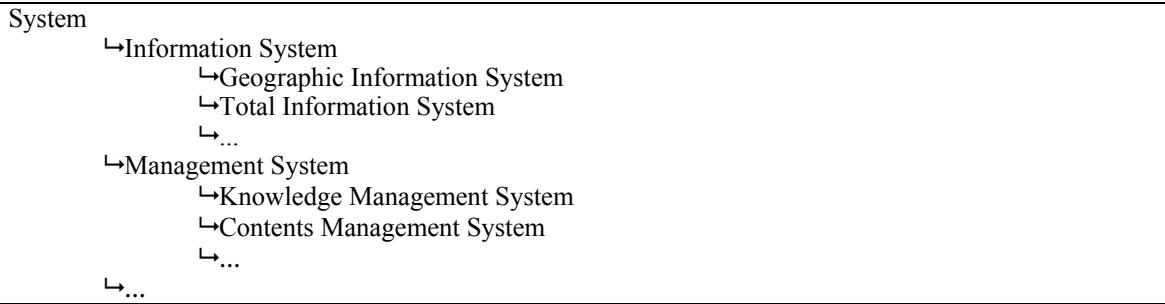 System
↳Information System
↳Geographic Information System
↳Total Information System
↳...
↳Management System
↳Knowledge Management System
↳Contents Management System
↳...
↳...